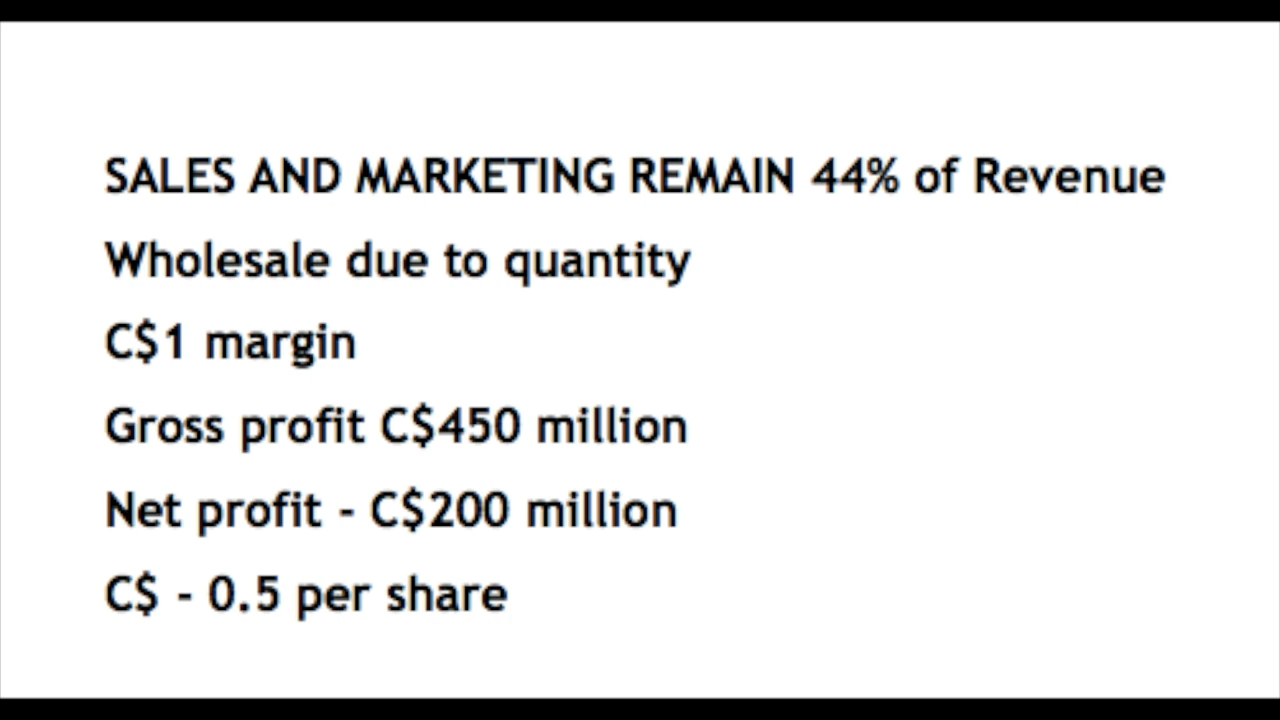 SALES AND MARKETING REMAIN 44% of Revenue
Wholesale due to quantity
C$1 margin
Gross profit C$450 million
Net profit - C$200 million
C$ - 0.5 per share